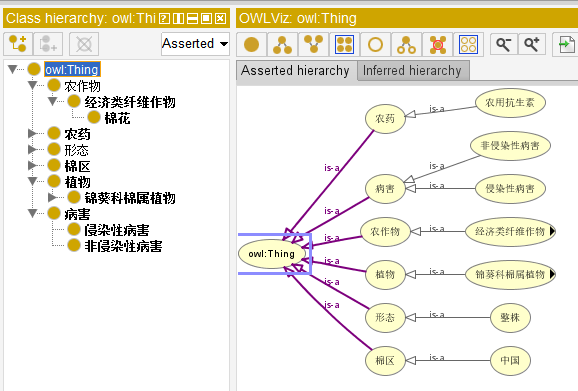 Class hierarchy: owl:Thi
OWLViz: owl:Thing
Asserted
Asserted hierarchy
Inferred hierarchy
owl:Thing
农作物
经济类纤维作物
棉花
农药
形态
棉区
植物
锦葵科棉属植物
病害
侵染性病害
非侵染性病害
农药
is-a
农用抗生素
is-a
非侵染性病害
is-a
病害
is-a
侵染性病害
is-a
农作物
is-a
经济类纤维作物
owl:Thing
is-a
植物
is-a
锦葵科棉属植物
is-a
形态
is-a
整株
is-a
棉区
is-a
中国